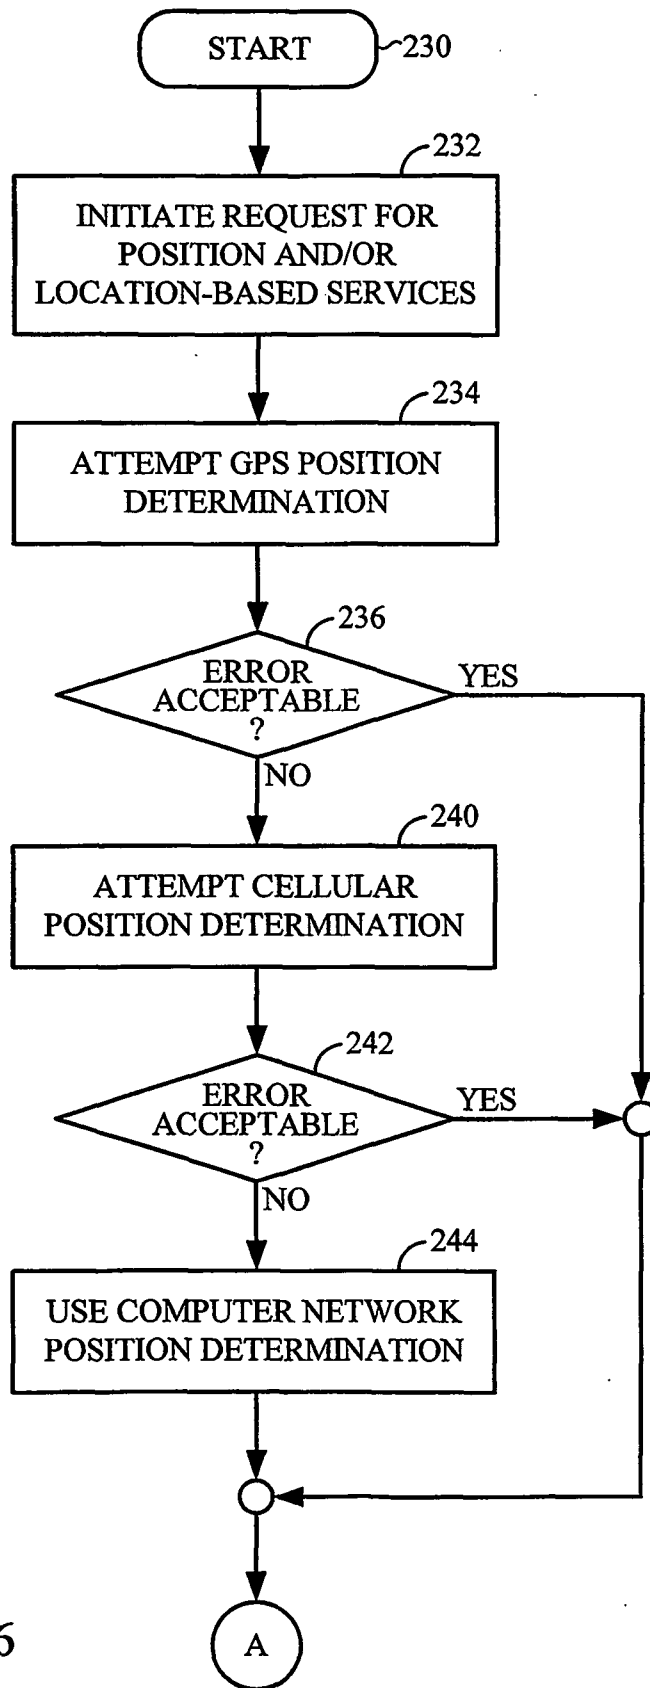 START
230
232
INITIATE REQUEST FOR
POSITION AND/OR
LOCATION-BASED SERVICES
234
ATTEMPT GPS POSITION
DETERMINATION
236
ERROR
ACCEPTABLE
?
YES
NO
240
ATTEMPT CELLULAR
POSITION DETERMINATION
242
ERROR
ACCEPTABLE
?
YES
NO
244
USE COMPUTER NETWORK
POSITION DETERMINATION
A
6